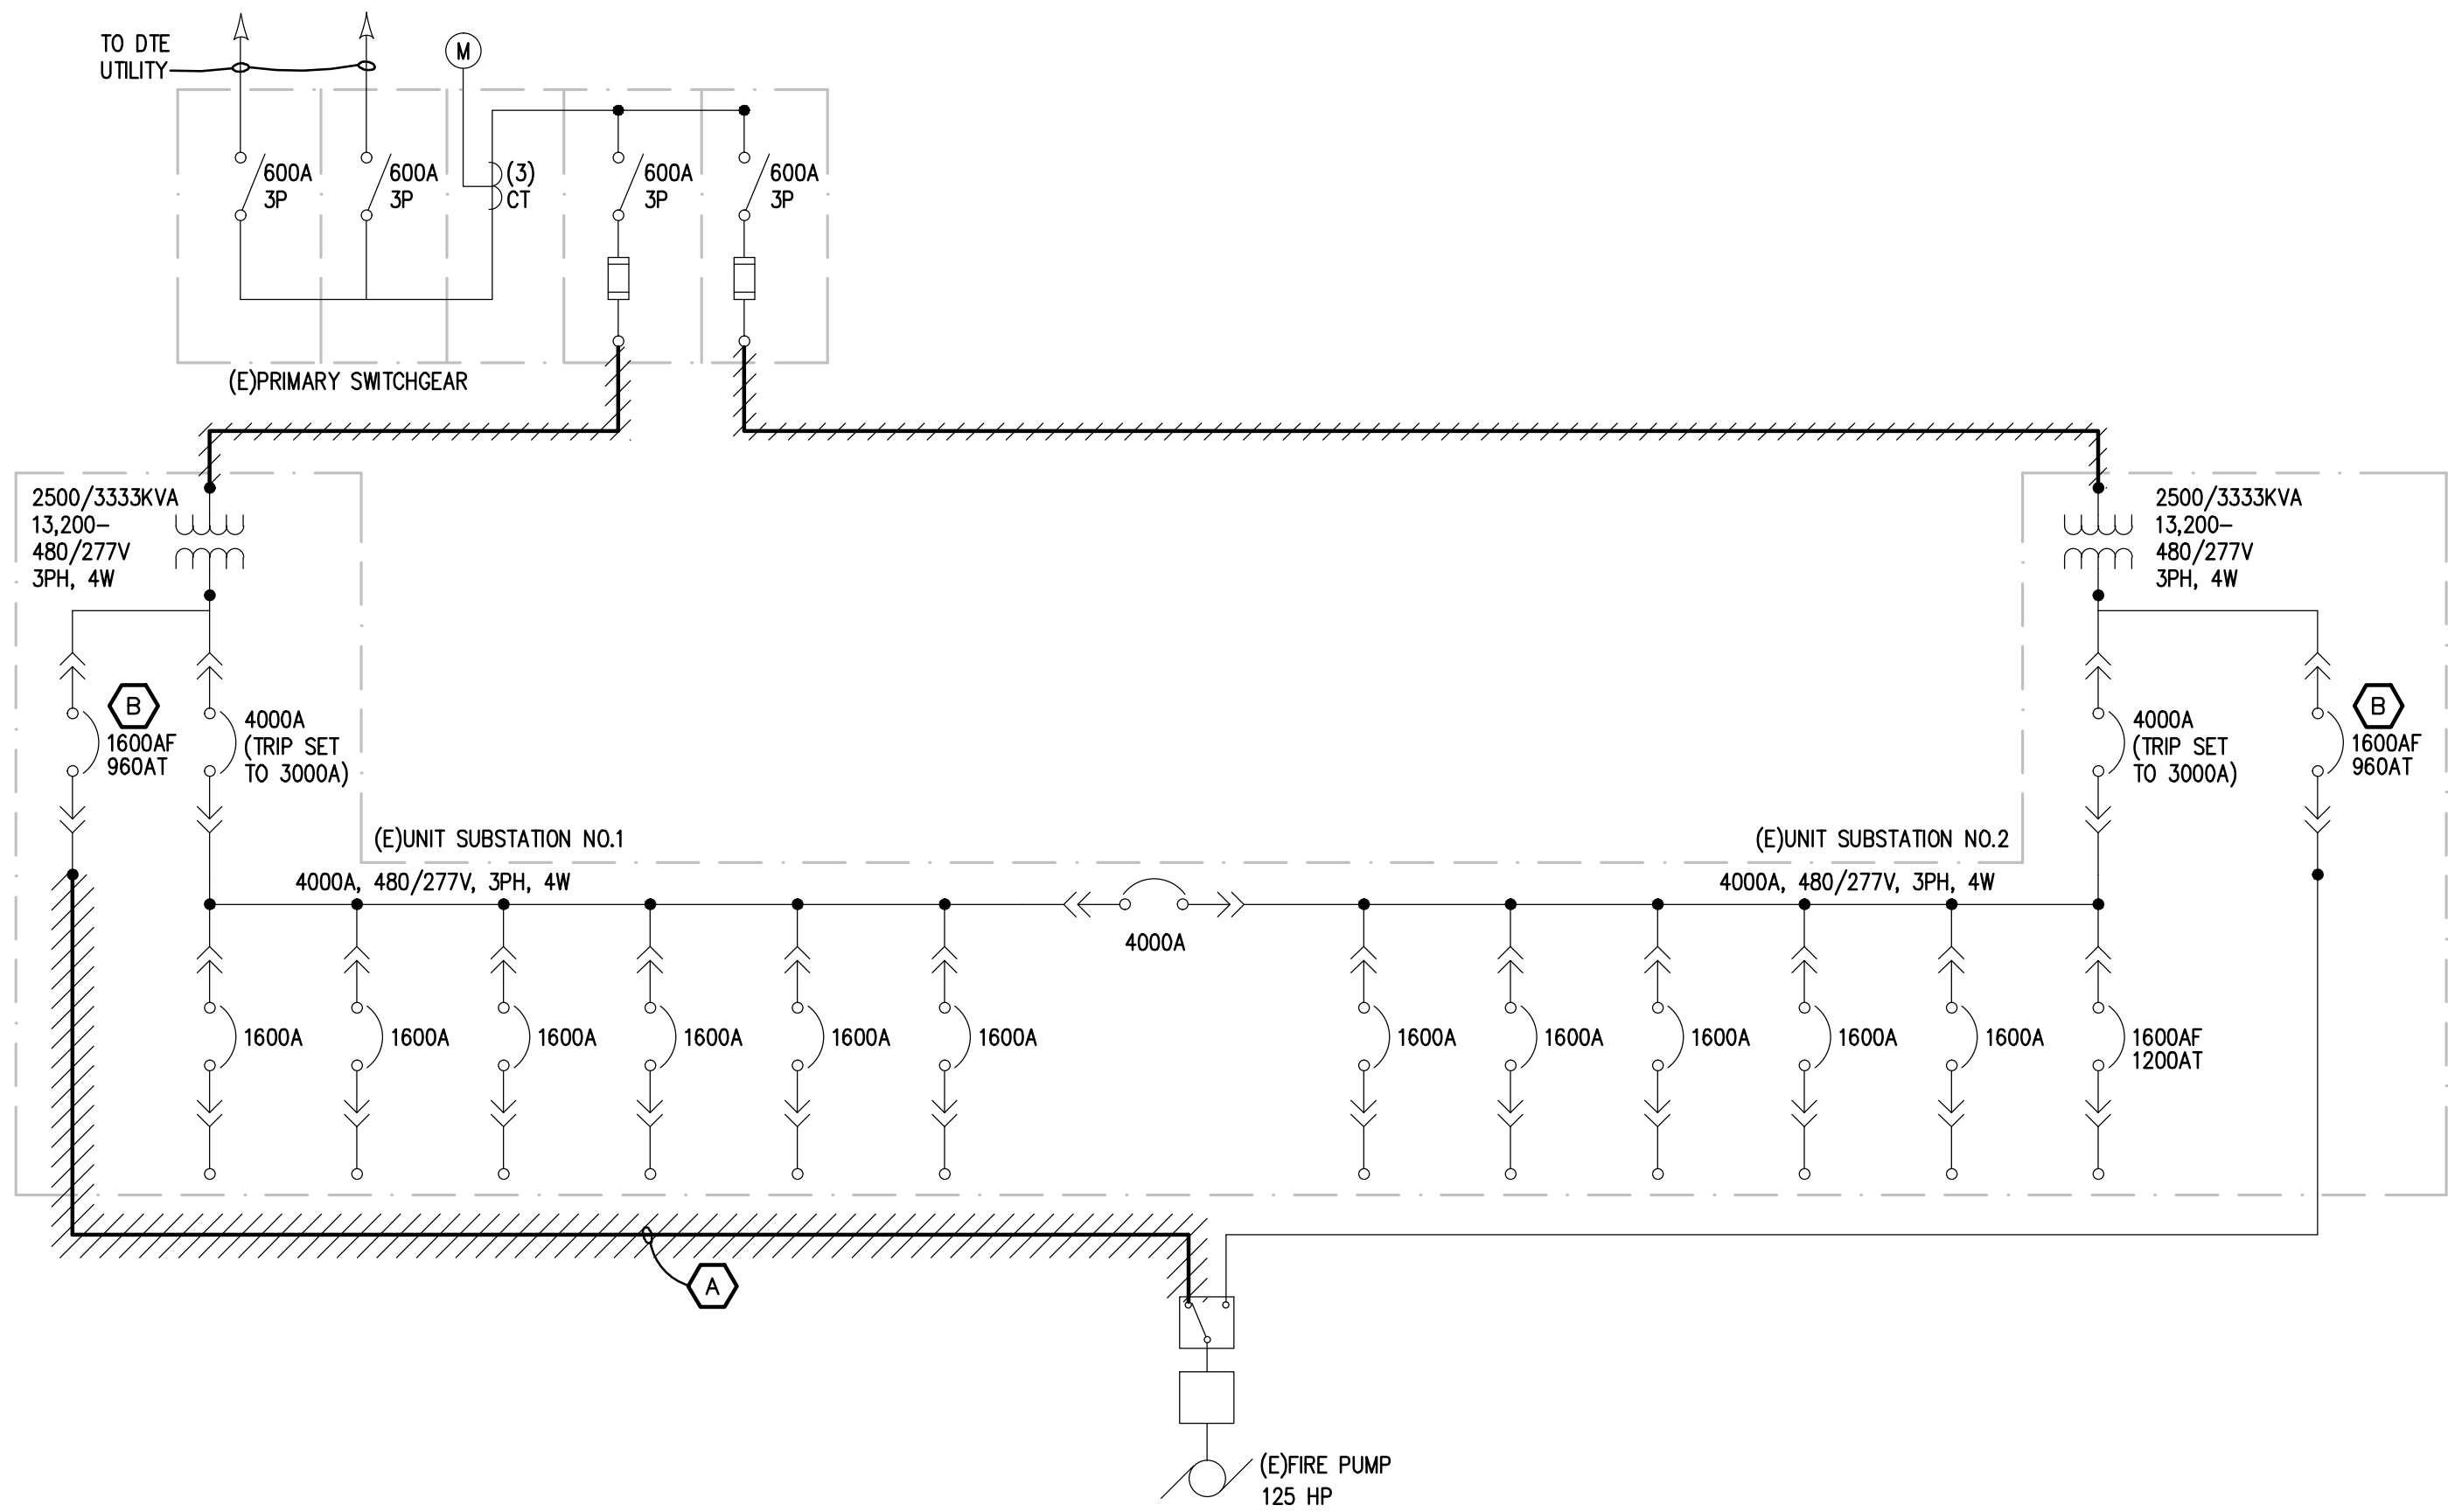 TO DTE
UTILITY
M
600A
3P
600A
3P
(3)
CT
600A
3P
600A
3P
(E)PRIMARY SWITCHGEAR
2500/3333KVA
13,200-
480/277V
3PH, 4W
2500/3333KVA
13,200-
480/277V
3PH, 4W
B
1600AF
960AT
4000A
(TRIP SET
TO 3000A)
4000A
(TRIP SET
TO 3000A)
B
1600AF
960AT
(E)UNIT SUBSTATION NO.1
(E)UNIT SUBSTATION NO.2
4000A, 480/277V, 3PH, 4W
4000A, 480/277V, 3PH, 4W
4000A
1600A
1600A
1600A
1600A
1600A
1600A
1600A
1600A
1600A
1600A
1600A
1600AF
1200AT
A
(E)FIRE PUMP
125 HP